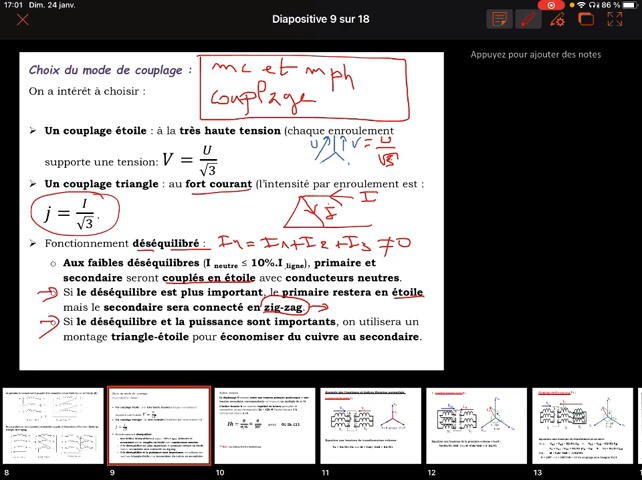 17:01 Dim. 24 janv.
86 %
Diapositive 9 sur 18
Appuyez pour ajouter des notes
Choix du mode de couplage :
mc et mph
couplage
On a intérêt à choisir :
➢ Un couplage étoile : à la très haute tension (chaque enroulement
supporte une tension: V = U/√3
U V = U/√3
➢ Un couplage triangle : au fort courant (l'intensité par enroulement est :
j = I/√3.
I
j
➢ Fonctionnement déséquilibré : In = I1 + I2 + I3 ≠ 0
o Aux faibles déséquilibres (I neutre ≤ 10%.I ligne), primaire et
secondaire seront couplés en étoile avec conducteurs neutres.
o Si le déséquilibre est plus important, le primaire restera en étoile
mais le secondaire sera connecté en zig-zag.
o Si le déséquilibre et la puissance sont importants, on utilisera un
montage triangle-étoile pour économiser du cuivre au secondaire.
8
9
10
11
12
13